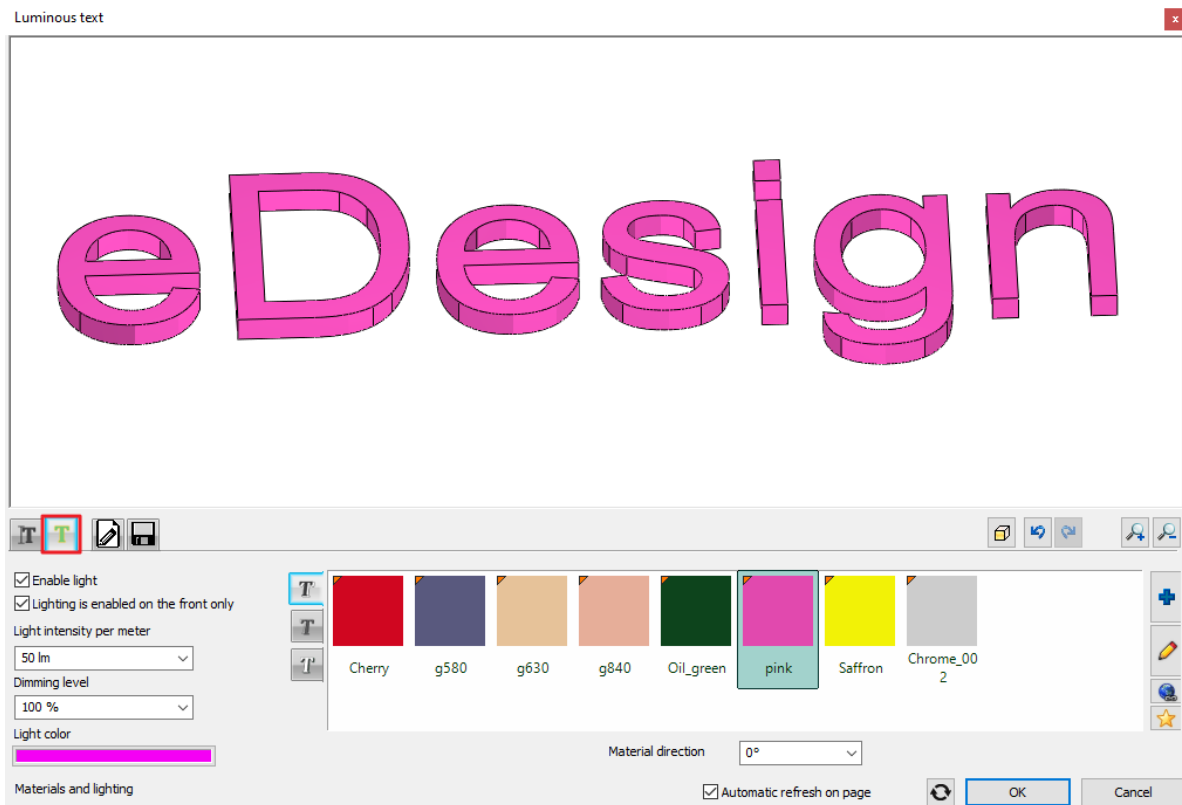 Luminous text
x
eDesign
T T
Enable light
Lighting is enabled on the front only
Light intensity per meter
50 lm
Dimming level
100 %
Light color
Materials and lighting
T
T
T
Cherry
g580
g630
g840
Oil_green
pink
Saffron
Chrome_00
2
Material direction
0°
Automatic refresh on page
OK
Cancel